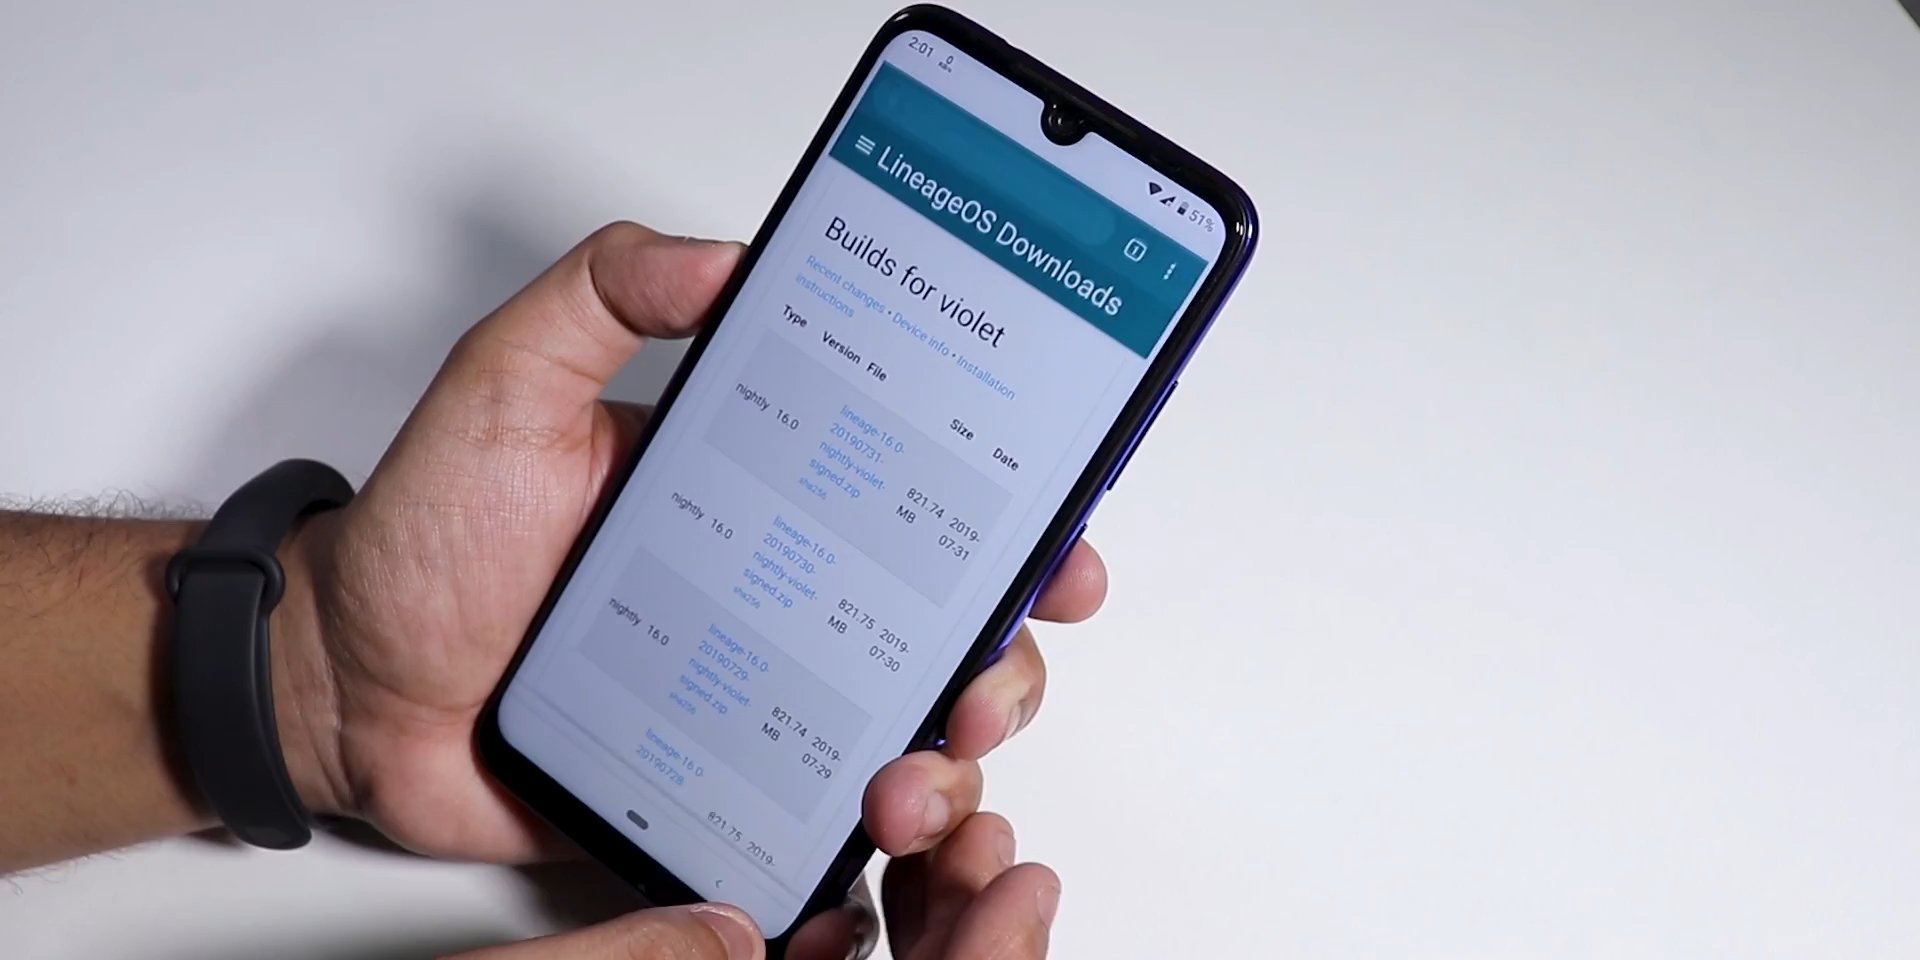 2:01 0
KB/s
51%
1
LineageOS Downloads
Builds for violet
Recent changes • Device info • Installation
instructions
Type Version File Size Date
nightly 16.0 lineage-16.0-
20190731-
nightly-violet-
signed.zip
sha256
821.74
MB
2019-
07-31
nightly 16.0 lineage-16.0-
20190730-
nightly-violet-
signed.zip
sha256
821.75
MB
2019-
07-30
nightly 16.0 lineage-16.0-
20190729-
nightly-violet-
signed.zip
sha256
821.74
MB
2019-
07-29
lineage-16.0-
20190728-
821.75 2019-